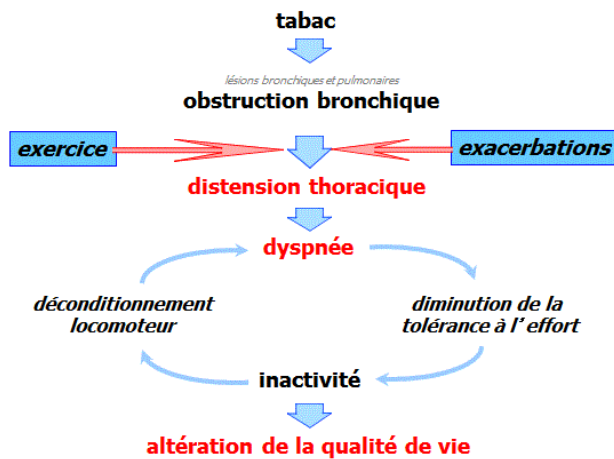 tabac
lésions bronchiques et pulmonaires
obstruction bronchique
exercice
exacerbations
distension thoracique
dyspnée
déconditionnement
locomoteur
diminution de la
tolérance à l' effort
inactivité
altération de la qualité de vie